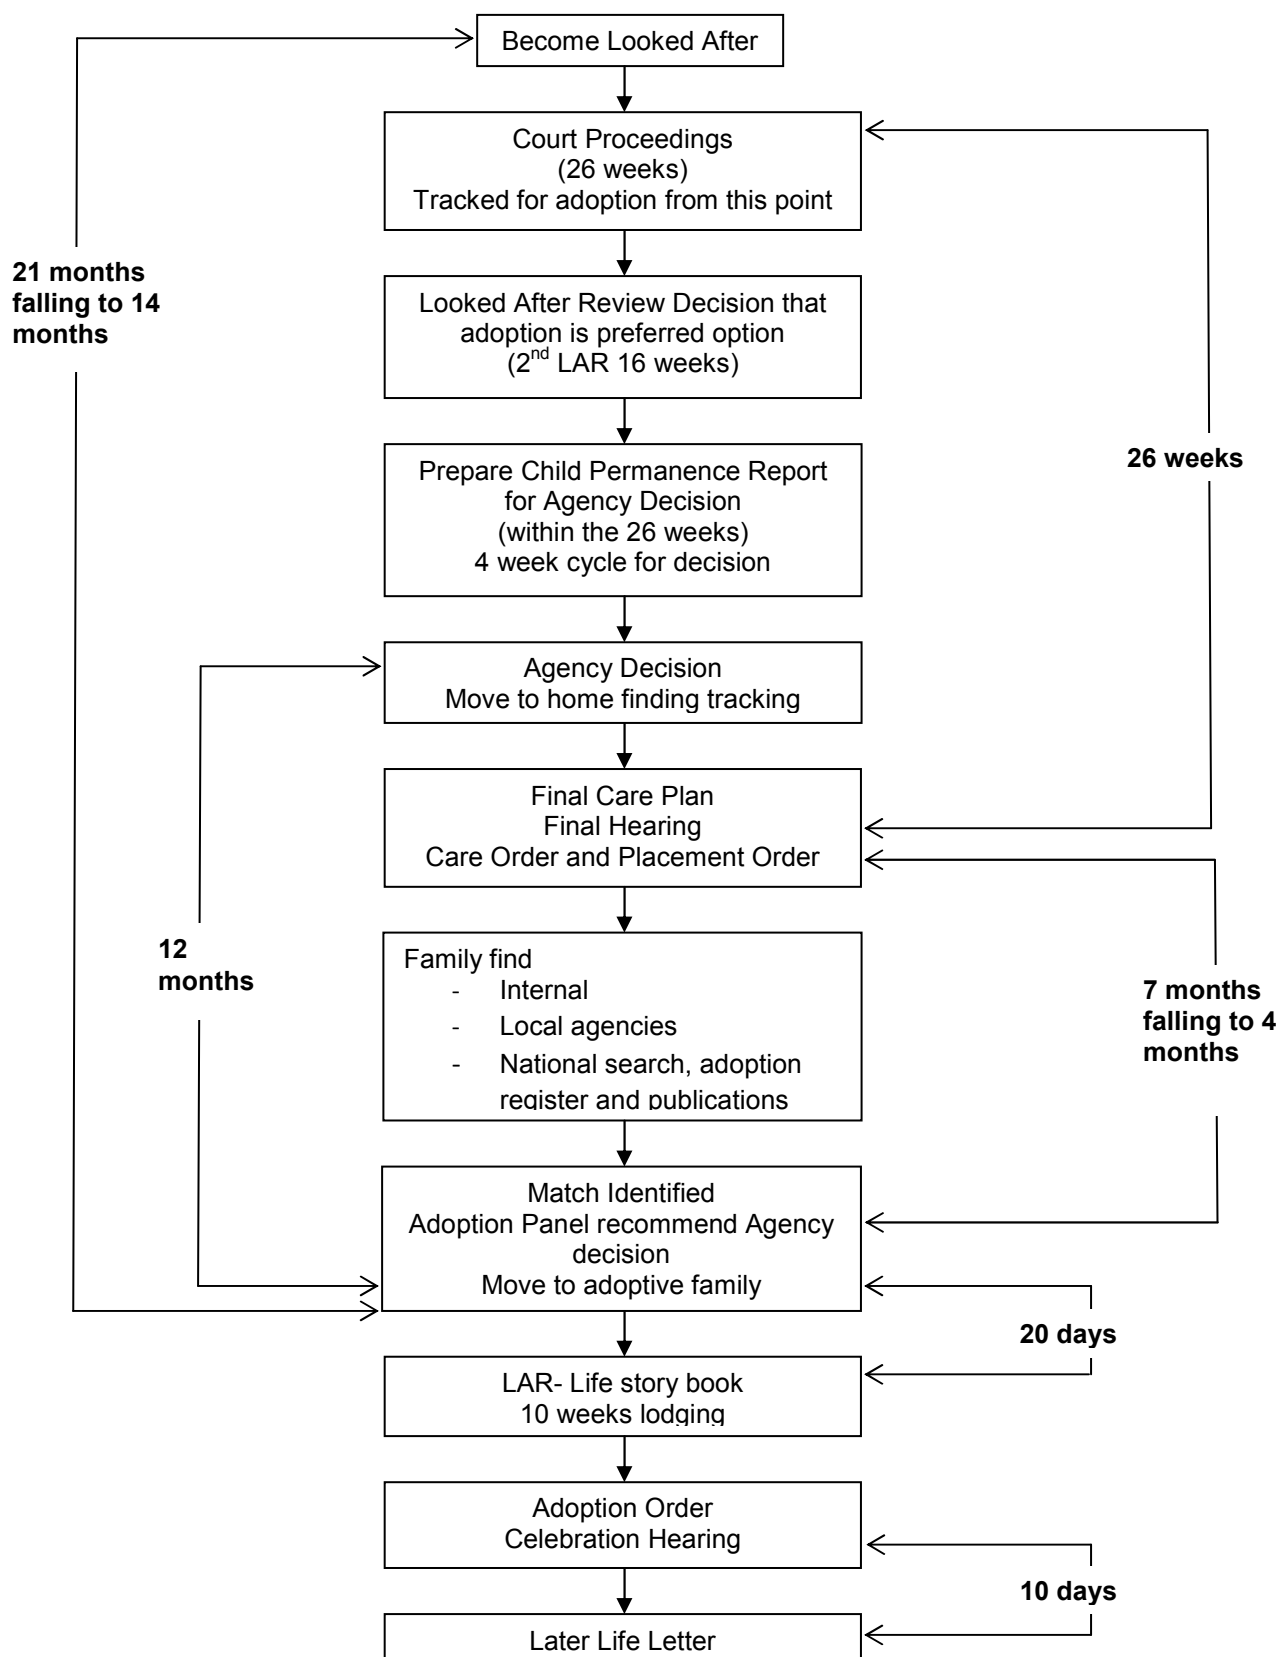 Become Looked After
Court Proceedings
(26 weeks)
Tracked for adoption from this point
21 months
falling to 14
months
Looked After Review Decision that
adoption is preferred option
(2nd LAR 16 weeks)
26 weeks
Prepare Child Permanence Report
for Agency Decision
(within the 26 weeks)
4 week cycle for decision
Agency Decision
Move to home finding tracking
Final Care Plan
Final Hearing
Care Order and Placement Order
12
months
Family find
- Internal
- Local agencies
- National search, adoption
register and publications
7 months
falling to 4
months
Match Identified
Adoption Panel recommend Agency
decision
Move to adoptive family
20 days
LAR- Life story book
10 weeks lodging
Adoption Order
Celebration Hearing
10 days
Later Life Letter